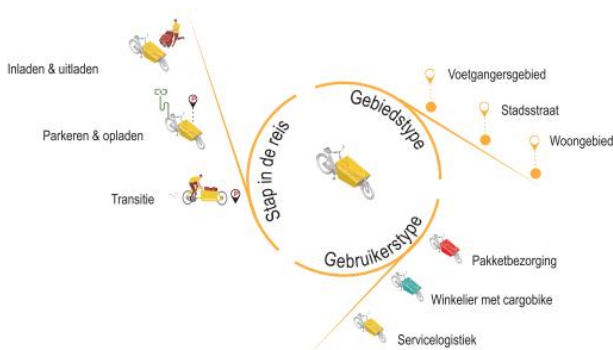 Inladen & uitladen
Parkeren & opladen
Transitie
Stap in de reis
Gebiedstype
Voetgangersgebied
Stadsstraat
Woongebied
Gebruikerstype
Pakketbezorging
Winkelier met cargobike
Servicelogistiek